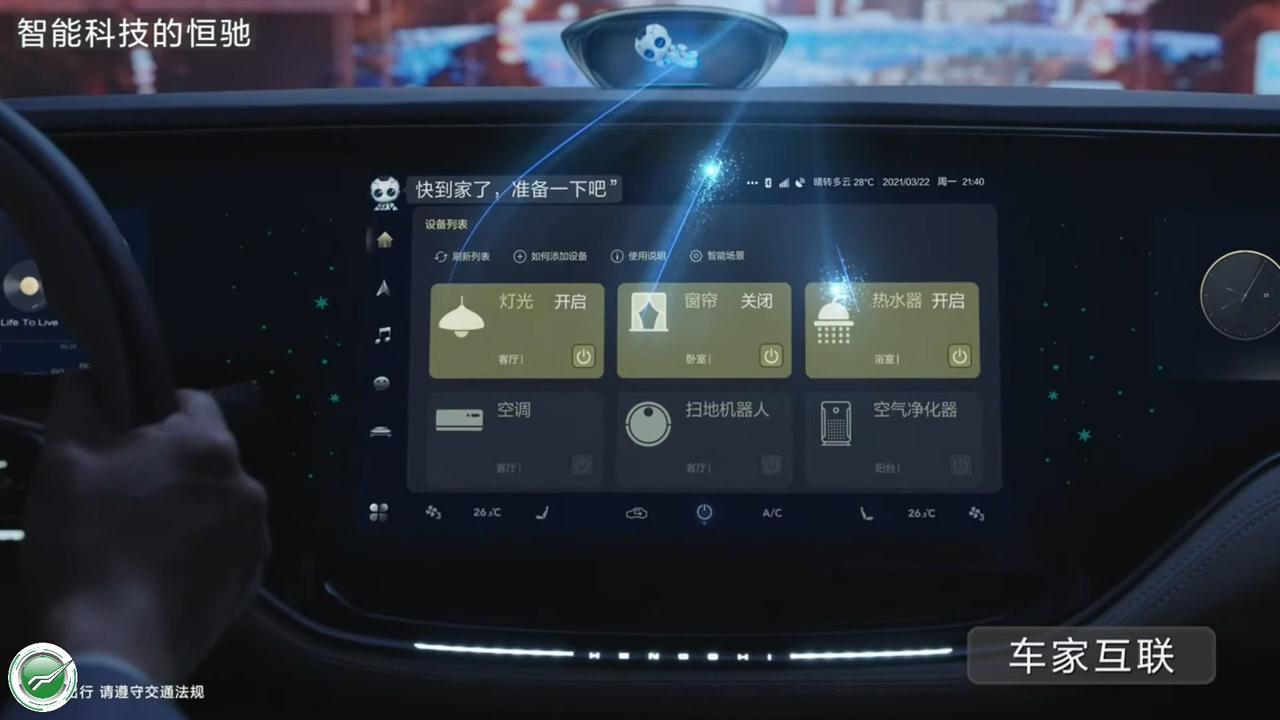 智能科技的恒驰
快到家了，准备一下吧”
晴转多云 28°C 2021/03/22 周一 21:40
设备列表
刷新列表 如何添加设备 使用说明 智能场景
灯光 开启
客厅|
窗帘 关闭
卧室|
热水器 开启
浴室|
空调
客厅|
扫地机器人
客厅|
空气净化器
阳台|
Life To Live
26.5°C
A/C
26.5°C
3
3
HENGCHI
车家互联
出行 请遵守交通法规